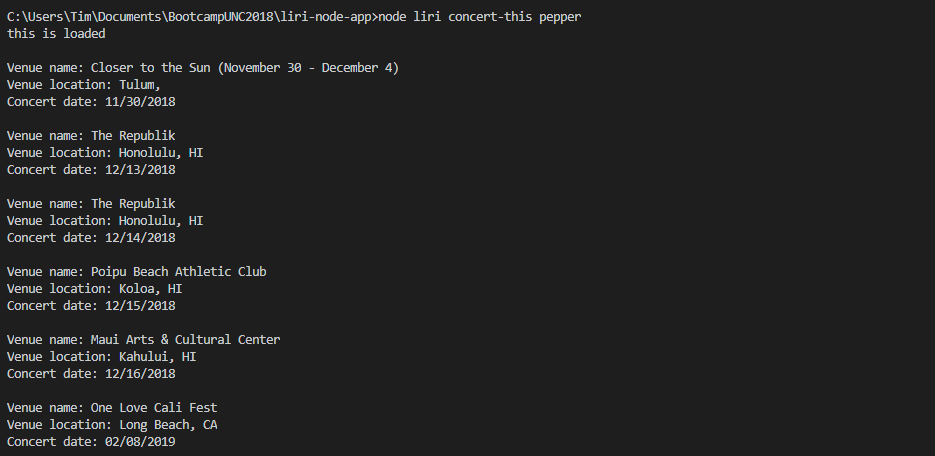 C:\Users\Tim\Documents\BootcampUNC2018\liri-node-app>node liri concert-this pepper
this is loaded
Venue name: Closer to the Sun (November 30 - December 4)
Venue location: Tulum,
Concert date: 11/30/2018
Venue name: The Republik
Venue location: Honolulu, HI
Concert date: 12/13/2018
Venue name: The Republik
Venue location: Honolulu, HI
Concert date: 12/14/2018
Venue name: Poipu Beach Athletic Club
Venue location: Koloa, HI
Concert date: 12/15/2018
Venue name: Maui Arts & Cultural Center
Venue location: Kahului, HI
Concert date: 12/16/2018
Venue name: One Love Cali Fest
Venue location: Long Beach, CA
Concert date: 02/08/2019